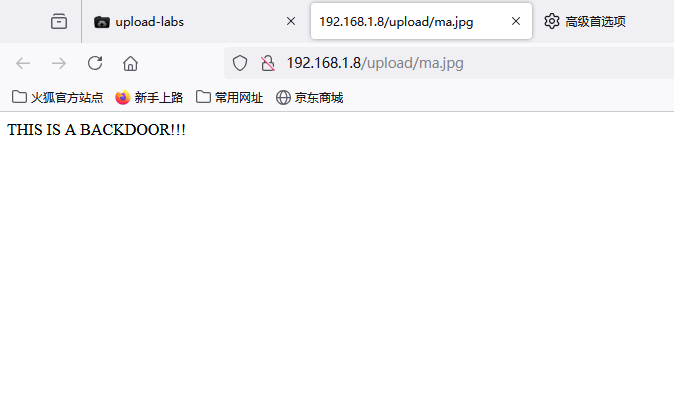 upload-labs
192.168.1.8/upload/ma.jpg
高级首选项
192.168.1.8/upload/ma.jpg
火狐官方站点
新手上路
常用网址
京东商城
THIS IS A BACKDOOR!!!